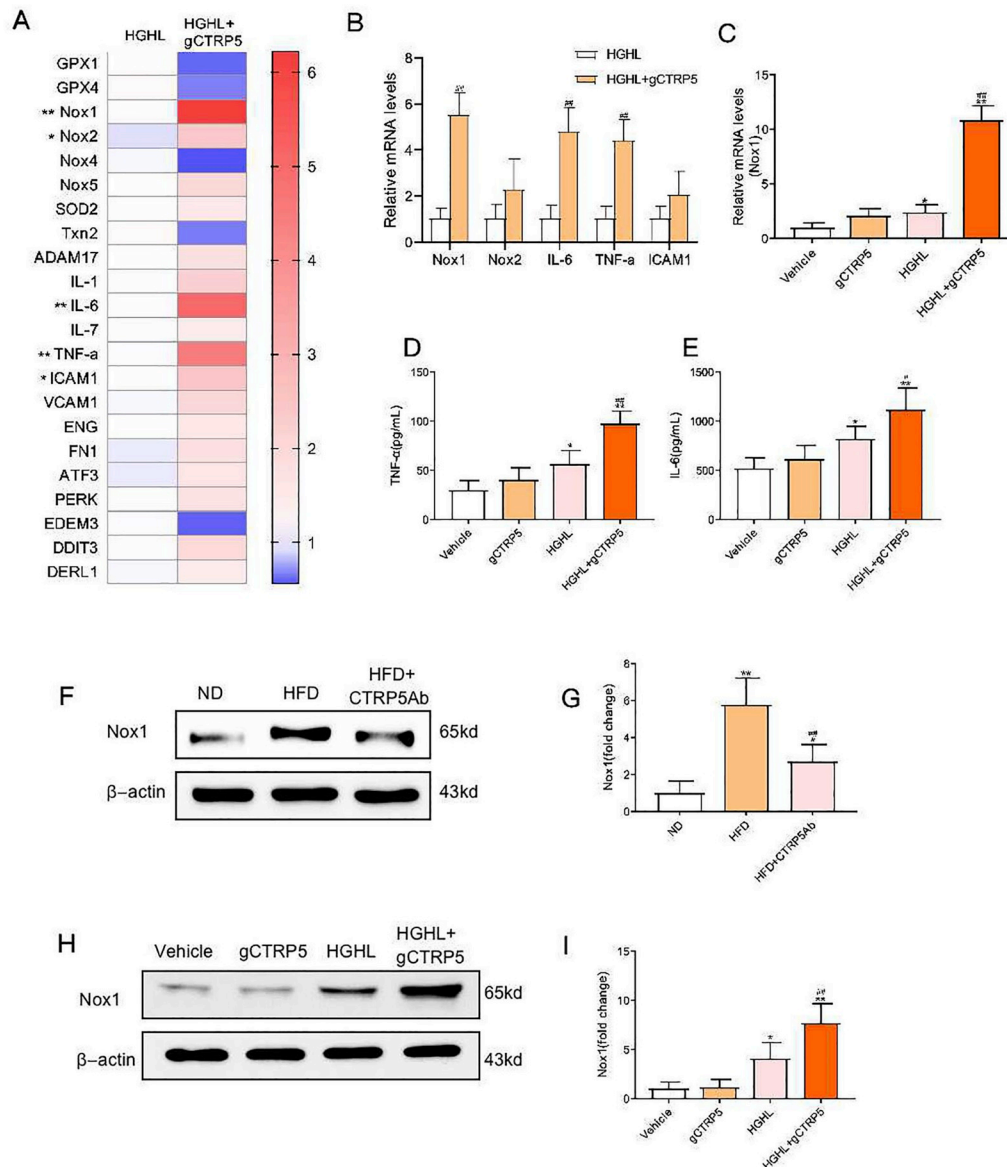 A
HGHL
HGHL+
gCTRP5
GPX1
GPX4
** Nox1
* Nox2
Nox4
Nox5
SOD2
Txn2
ADAM17
IL-1
** IL-6
IL-7
** TNF-a
* ICAM1
VCAM1
ENG
FN1
ATF3
PERK
EDEM3
DDIT3
DERL1
6
5
4
3
2
1
B
HGHL
HGHL+gCTRP5
Relative mRNA levels
8
6
4
2
0
##
##
##
Nox1
Nox2
IL-6
TNF-a
ICAM1
C
Relative mRNA levels
(Nox1)
15
10
5
0
*
##
**
Vehicle
gCTRP5
HGHL
HGHL+gCTRP5
D
TNF-α(pg/mL)
150
100
50
0
*
##
**
Vehicle
gCTRP5
HGHL
HGHL+gCTRP5
E
IL-6(pg/mL)
1500
1000
500
0
*
#
**
Vehicle
gCTRP5
HGHL
HGHL+gCTRP5
F
ND
HFD
HFD+
CTRP5Ab
Nox1
65kd
β–actin
43kd
G
Nox1(fold change)
8
6
4
2
0
**
##
#
ND
HFD
HFD+CTRP5Ab
H
Vehicle
gCTRP5
HGHL
HGHL+
gCTRP5
Nox1
65kd
β–actin
43kd
I
Nox1(fold change)
15
10
5
0
*
##
**
Vehicle
gCTRP5
HGHL
HGHL+gCTRP5